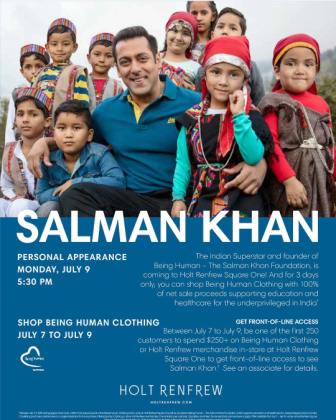 SALMAN KHAN
PERSONAL APPEARANCE
MONDAY, JULY 9
5:30 PM
The Indian Superstar and founder of
Being Human – The Salman Khan Foundation, is
coming to Holt Renfrew Square One! And for 3 days
only, you can shop Being Human Clothing with 100%
of net sale proceeds supporting education and
healthcare for the underprivileged in India*
SHOP BEING HUMAN CLOTHING
JULY 7 TO JULY 9
GET FRONT-OF-LINE ACCESS
Between July 7 to July 9, be one of the first 250
customers to spend $250+ on Being Human Clothing
or Holt Renfrew merchandise in-store at Holt Renfrew
Square One to get front-of-line access to see
Salman Khan.† See an associate for details.
HOLT RENFREW
HOLTRENFREW.COM